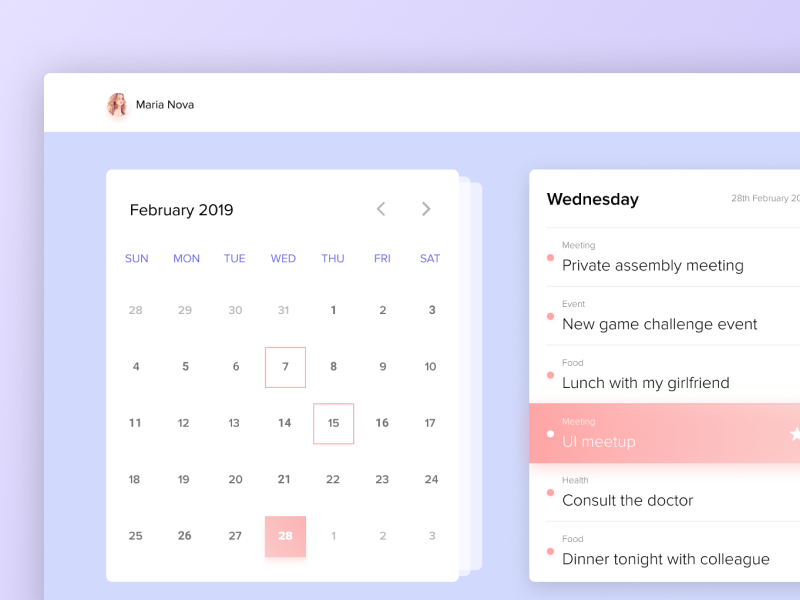 Maria Nova
February 2019
SUN MON TUE WED THU FRI SAT
28 29 30 31 1 2 3
4 5 6 7 8 9 10
11 12 13 14 15 16 17
18 19 20 21 22 23 24
25 26 27 28 1 2 3
Wednesday
28th February 20
Meeting
Private assembly meeting
Event
New game challenge event
Food
Lunch with my girlfriend
Meeting
UI meetup
Health
Consult the doctor
Food
Dinner tonight with colleague